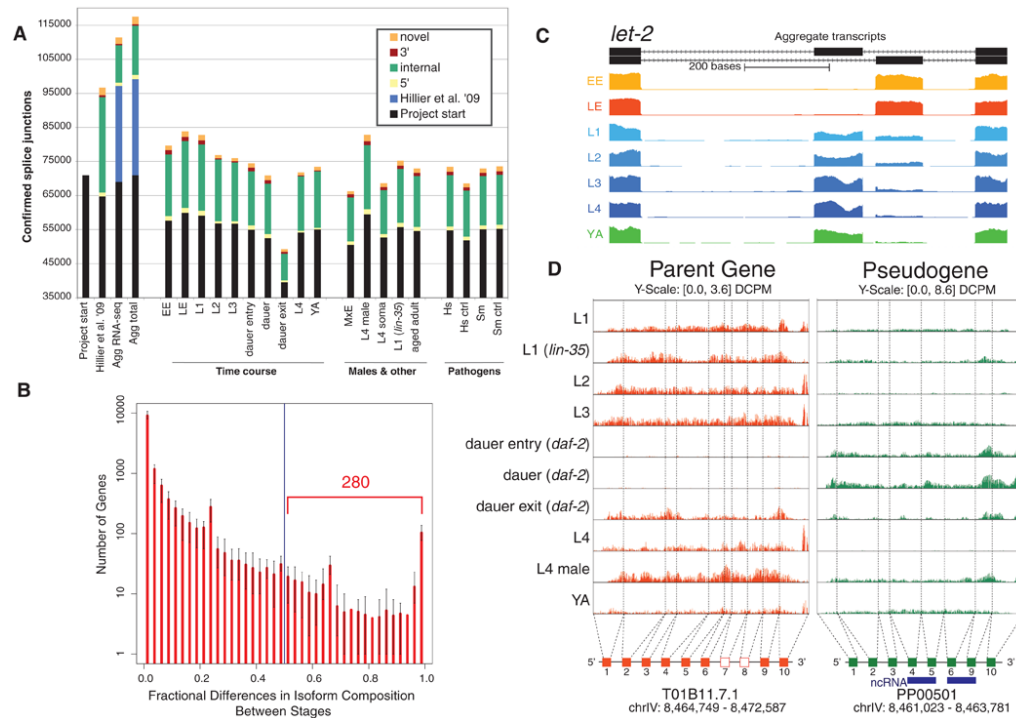 A
115000
105000
95000
85000
75000
65000
55000
45000
35000
Confirmed splice junctions
novel
3'
internal
5'
Hillier et al. '09
Project start
Project start
Hillier et al. '09
Agg RNA-seq
Agg total
EE
LE
L1
L2
L3
dauer entry
dauer
dauer exit
L4
YA
MxE
L4 male
L4 soma
L1 (lin-35)
aged adult
Hs
Hs ctrl
Sm
Sm ctrl
Time course
Males & other
Pathogens
B
10000
1000
100
10
1
Number of Genes
280
0.0 0.2 0.4 0.6 0.8 1.0
Fractional Differences in Isoform Composition
Between Stages
C
let-2
Aggregate transcripts
200 bases
EE
LE
L1
L2
L3
L4
YA
D
Parent Gene
Y-Scale: [0.0, 3.6] DCPM
Pseudogene
Y-Scale: [0.0, 8.6] DCPM
L1
L1 (lin-35)
L2
L3
dauer entry (daf-2)
dauer (daf-2)
dauer exit (daf-2)
L4
L4 male
YA
5' 3'
1 2 3 4 5 6 7 8 9 10
T01B11.7.1
chrIV: 8,464,749 - 8,472,587
5' 3'
1 2 3 4 5 6 9 10
ncRNA
PP00501
chrIV: 8,461,023 - 8,463,781